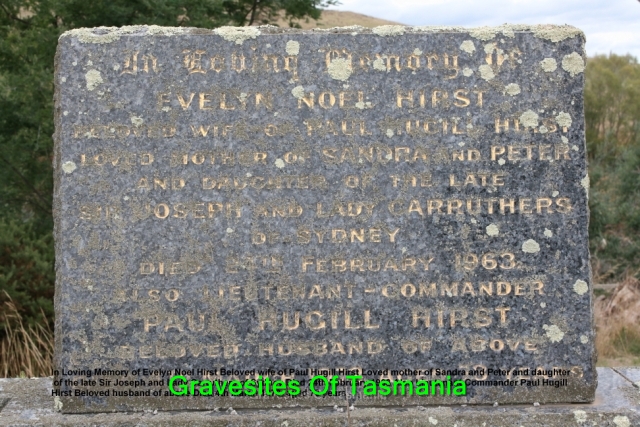 In Loving Memory Of
EVELYN NOEL HIRST
BELOVED WIFE OF PAUL HUGILL HIRST
LOVED MOTHER OF SANDRA AND PETER
AND DAUGHTER OF THE LATE
SIR JOSEPH AND LADY CARRUTHERS
OF SYDNEY
DIED FEBRUARY 1963
ALSO LIEUTENANT-COMMANDER
PAUL HUGILL HIRST
BELOVED HUSBAND OF ABOVE
In Loving Memory of Evelyn Noel Hirst Beloved wife of Paul Hugill Hirst Loved mother of Sandra and Peter and daughter
of the late Sir Joseph and Commander Paul Hugill
Hirst Beloved husband of
Gravesites Of Tasmania